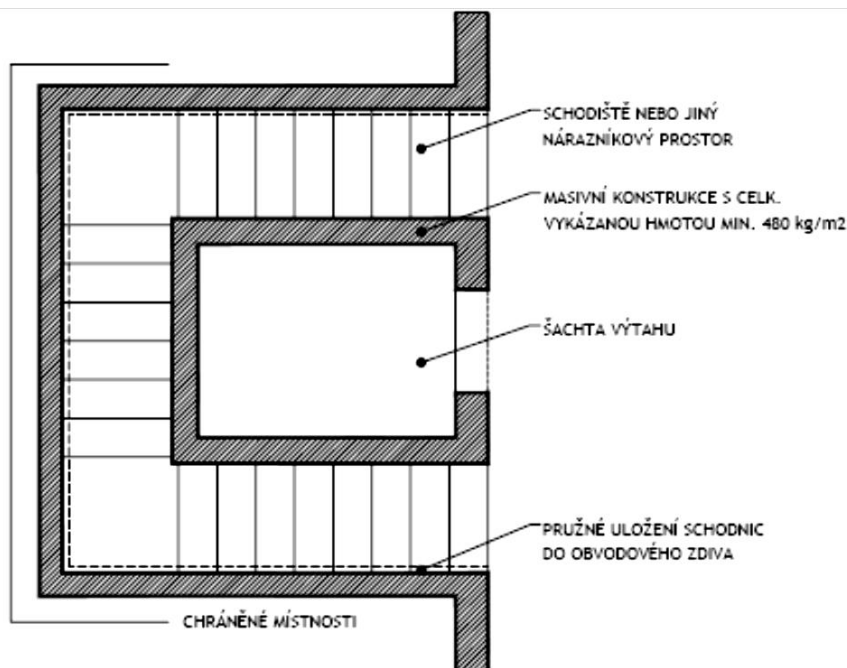 SCHODIŠTĚ NEBO JINÝ
NÁRAZNÍKOVÝ PROSTOR
MASIVNÍ KONSTRUKCE S CELK.
VYKÁZANOU HMOTOU MIN. 480 kg/m2
ŠACHTA VÝTAHU
PRUŽNÉ ULOŽENÍ SCHODNIC
DO OBVODOVÉHO ZDIVA
CHRÁNĚNÉ MÍSTNOSTI